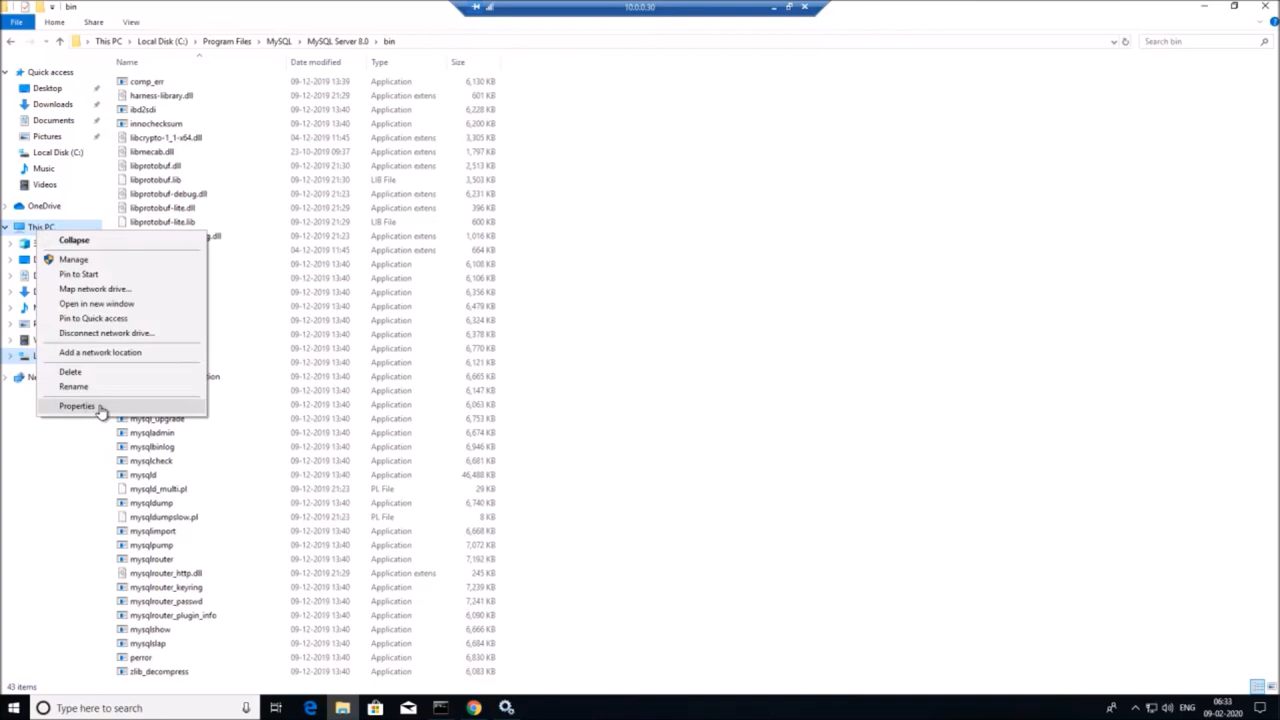 bin
10.0.0.30
File Home Share View
This PC Local Disk (C:) Program Files MySQL MySQL Server 8.0 bin
Search bin
Name Type Size
Quick access
Desktop
Downloads
Documents
Pictures
Local Disk (C:)
Music
Videos
OneDrive
This PC
Collapse
Manage
Pin to Start
Map network drive...
Open in new window
Pin to Quick access
Disconnect network drive...
Add a network location
Delete
Rename
Properties
comp_err 09-12-2019 13:39 Application 6,130 KB
harness-library.dll 09-12-2019 21:29 Application extens 601 KB
ibd2sdi 09-12-2019 13:40 Application 6,228 KB
innochecksum 09-12-2019 13:40 Application 6,200 KB
libcrypto-1_1-x64.dll 04-12-2019 11:45 Application extens 3,305 KB
libmecab.dll 23-10-2019 09:37 Application extens 1,797 KB
libprotobuf.dll 09-12-2019 21:30 Application extens 2,513 KB
libprotobuf.lib 09-12-2019 21:30 LIB File 3,503 KB
libprotobuf-debug.dll 09-12-2019 21:23 Application extens 6,231 KB
libprotobuf-lite.dll 09-12-2019 21:29 Application extens 396 KB
libprotobuf-lite.lib 09-12-2019 21:29 LIB File 600 KB
g.dll 09-12-2019 21:23 Application extens 1,016 KB
04-12-2019 11:45 Application extens 664 KB
09-12-2019 13:40 Application 6,108 KB
09-12-2019 13:40 Application 6,106 KB
09-12-2019 13:40 Application 6,356 KB
09-12-2019 13:40 Application 6,479 KB
09-12-2019 13:40 Application 6,324 KB
09-12-2019 13:40 Application 6,378 KB
09-12-2019 13:40 Application 6,770 KB
09-12-2019 13:40 Application 6,121 KB
tion 09-12-2019 13:40 Application 6,665 KB
09-12-2019 13:40 Application 6,147 KB
09-12-2019 13:40 Application 6,063 KB
mysql_upgrade 09-12-2019 13:40 Application 6,753 KB
mysqladmin 09-12-2019 13:40 Application 6,674 KB
mysqlbinlog 09-12-2019 13:40 Application 6,946 KB
mysqlcheck 09-12-2019 13:40 Application 6,681 KB
mysqld 09-12-2019 13:40 Application 46,488 KB
mysqld_multi.pl 09-12-2019 21:23 PL File 29 KB
mysqldump 09-12-2019 13:40 Application 6,740 KB
mysqldumpslow.pl 09-12-2019 21:23 PL File 8 KB
mysqlimport 09-12-2019 13:40 Application 6,668 KB
mysqlpump 09-12-2019 13:40 Application 7,072 KB
mysqlrouter 09-12-2019 13:40 Application 7,192 KB
mysqlrouter_http.dll 09-12-2019 21:29 Application extens 245 KB
mysqlrouter_keyring 09-12-2019 13:40 Application 7,239 KB
mysqlrouter_passwd 09-12-2019 13:40 Application 7,241 KB
mysqlrouter_plugin_info 09-12-2019 13:40 Application 6,090 KB
mysqlshow 09-12-2019 13:40 Application 6,666 KB
mysqlslap 09-12-2019 13:40 Application 6,684 KB
perror 09-12-2019 13:40 Application 6,830 KB
zlib_decompress 09-12-2019 13:40 Application 6,083 KB
43 items
Type here to search
ENG
06:33
09-02-2020